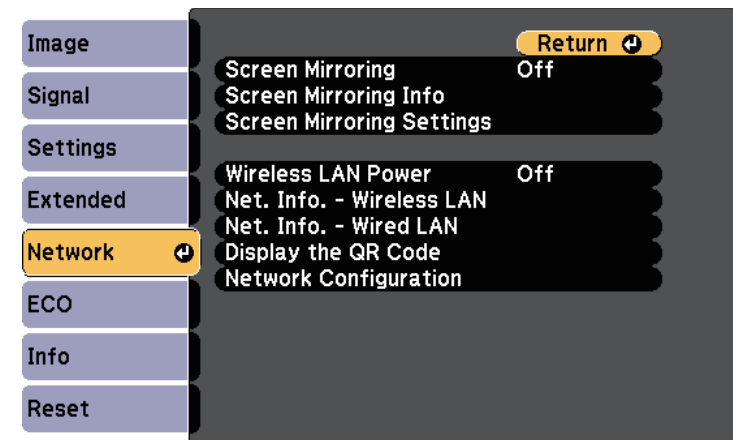 Image
Signal
Settings
Extended
Network
ECO
Info
Reset
Return
Screen Mirroring Off
Screen Mirroring Info
Screen Mirroring Settings
Wireless LAN Power Off
Net. Info. - Wireless LAN
Net. Info. - Wired LAN
Display the QR Code
Network Configuration